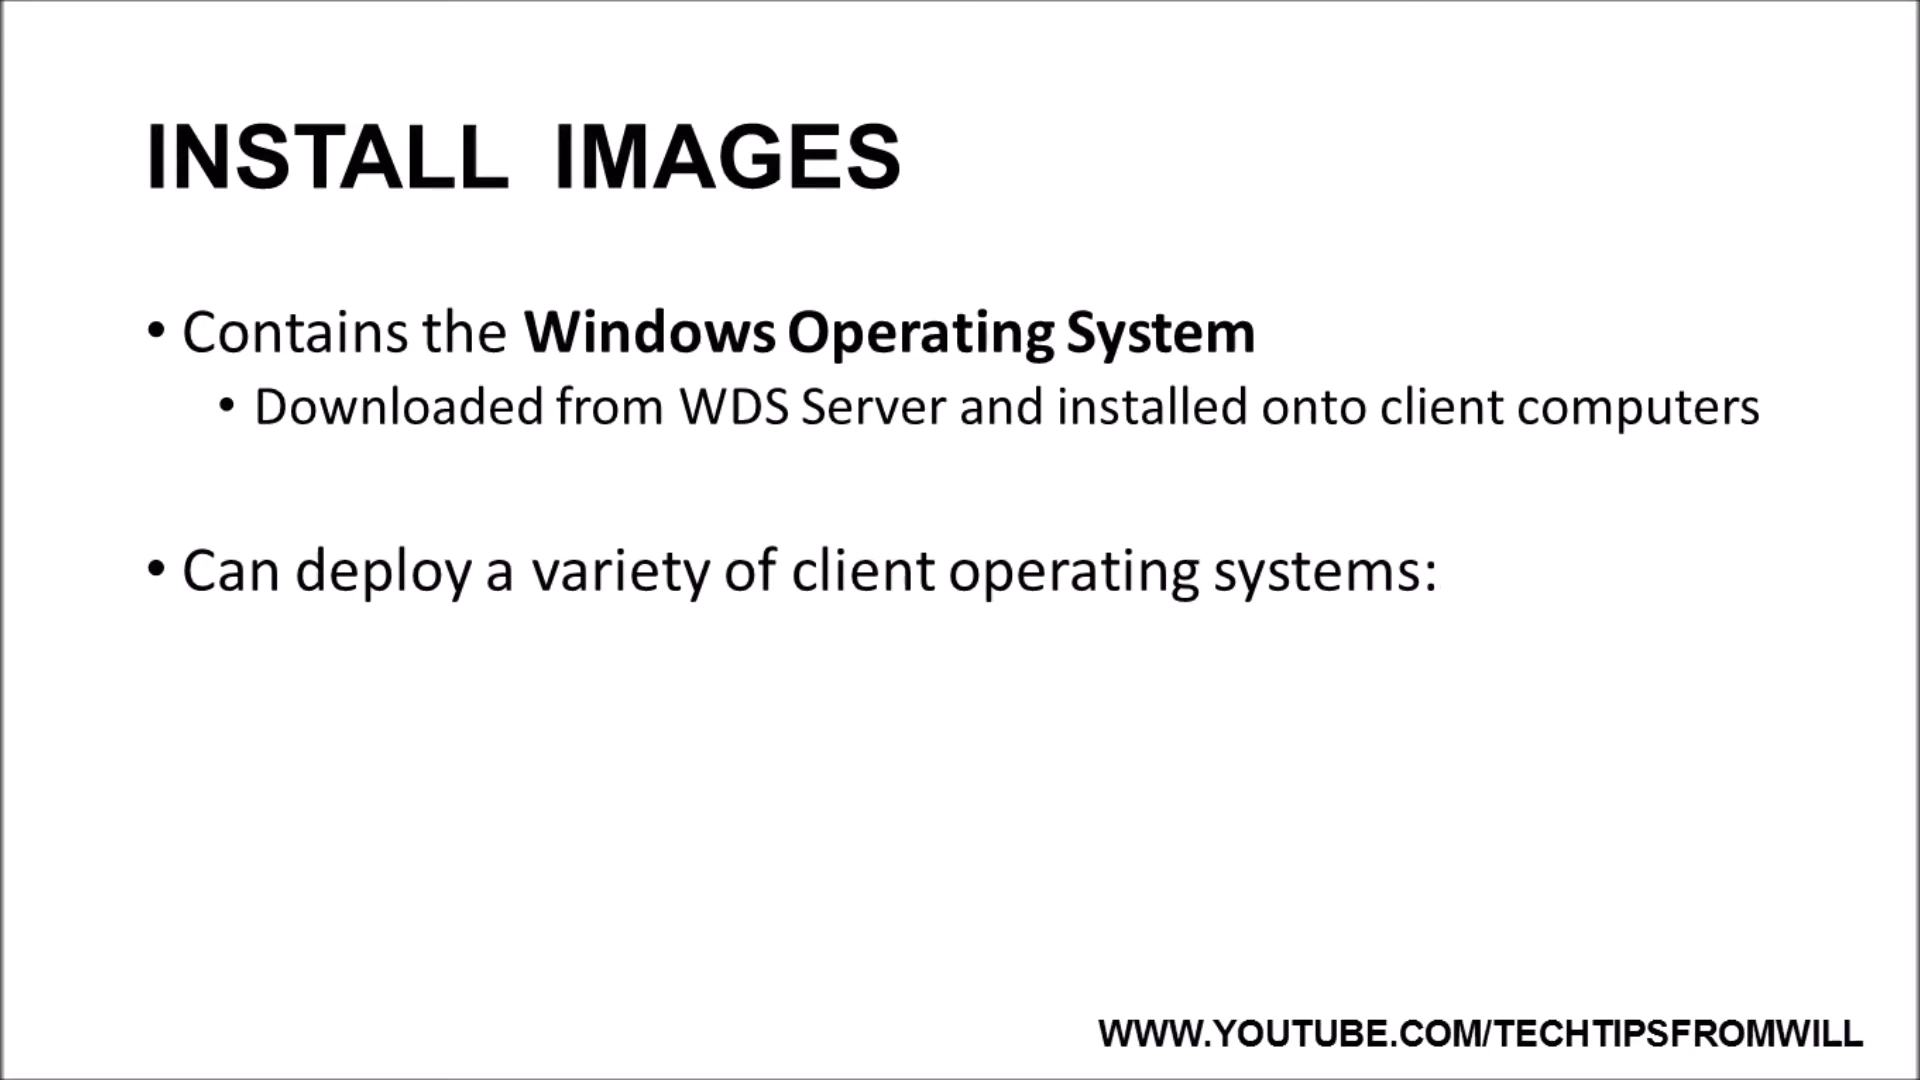 INSTALL IMAGES
• Contains the Windows Operating System
• Downloaded from WDS Server and installed onto client computers
• Can deploy a variety of client operating systems:
WWW.YOUTUBE.COM/TECHTIPSFROMWILL